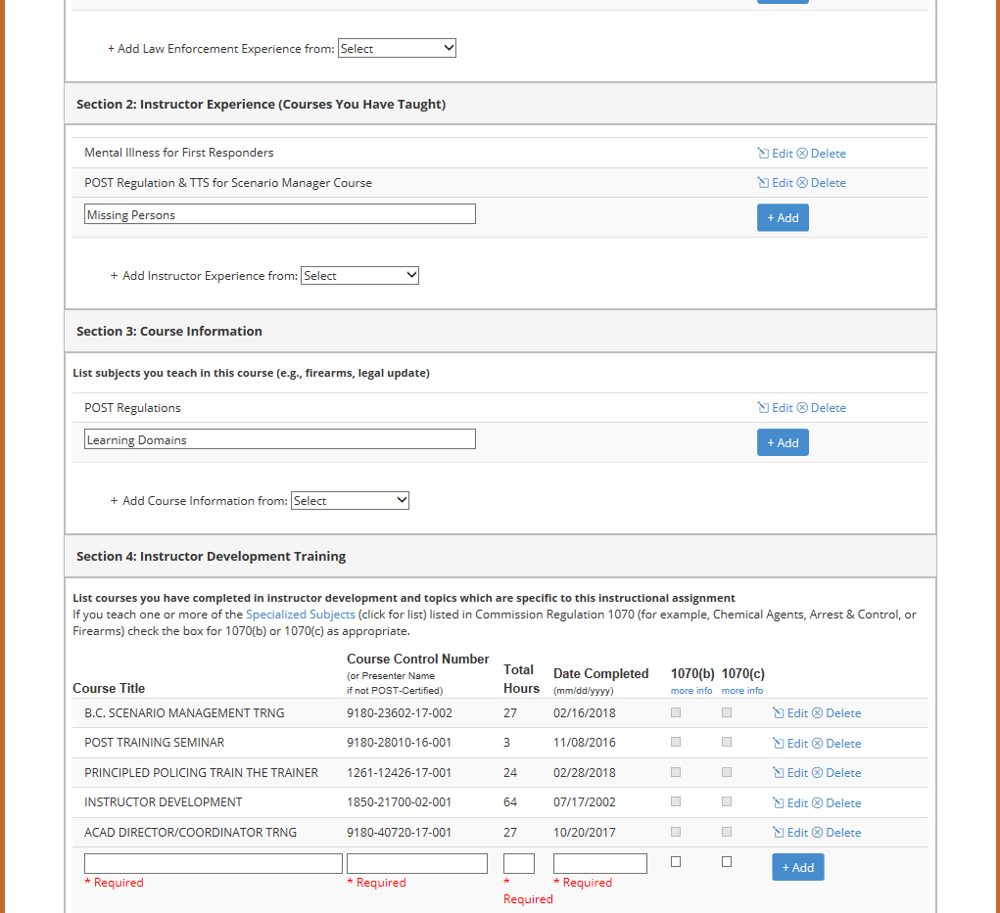 + Add Law Enforcement Experience from: Select
Section 2: Instructor Experience (Courses You Have Taught)
Mental Illness for First Responders Edit Delete
POST Regulation & TTS for Scenario Manager Course Edit Delete
Missing Persons + Add
+ Add Instructor Experience from: Select
Section 3: Course Information
List subjects you teach in this course (e.g., firearms, legal update)
POST Regulations Edit Delete
Learning Domains + Add
+ Add Course Information from: Select
Section 4: Instructor Development Training
List courses you have completed in instructor development and topics which are specific to this instructional assignment
If you teach one or more of the Specialized Subjects (click for list) listed in Commission Regulation 1070 (for example, Chemical Agents, Arrest & Control, or
Firearms) check the box for 1070(b) or 1070(c) as appropriate.
Course Title
Course Control Number
(or Presenter Name
if not POST-Certified)
Total
Hours
Date Completed
(mm/dd/yyyy)
1070(b)
more info
1070(c)
more info
B.C. SCENARIO MANAGEMENT TRNG 9180-23602-17-002 27 02/16/2018 Edit Delete
POST TRAINING SEMINAR 9180-28010-16-001 3 11/08/2016 Edit Delete
PRINCIPLED POLICING TRAIN THE TRAINER 1261-12426-17-001 24 02/28/2018 Edit Delete
INSTRUCTOR DEVELOPMENT 1850-21700-02-001 64 07/17/2002 Edit Delete
ACAD DIRECTOR/COORDINATOR TRNG 9180-40720-17-001 27 10/20/2017 Edit Delete
+ Add
* Required * Required * * Required
Required